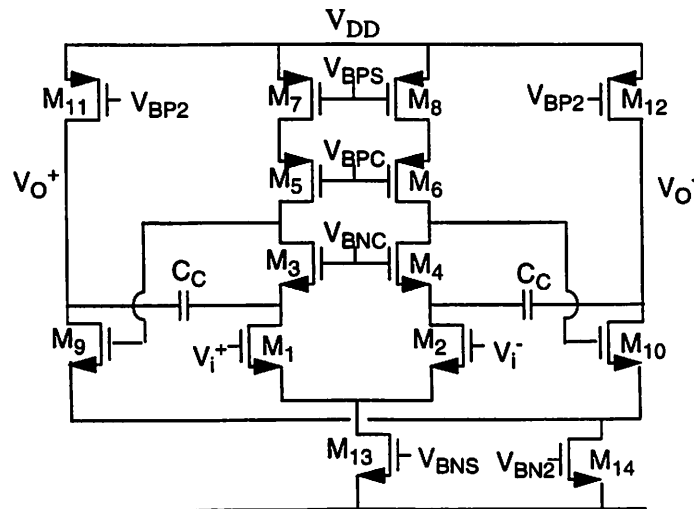 VDD
M11
VBP2
M7
VBPS
M8
VBP2
M12
VO+
M5
VBPC
M6
VO-
M3
VBNC
M4
CC
CC
M9
Vi+
M1
M2
Vi-
M10
M13
VBNS
VBN2
M14